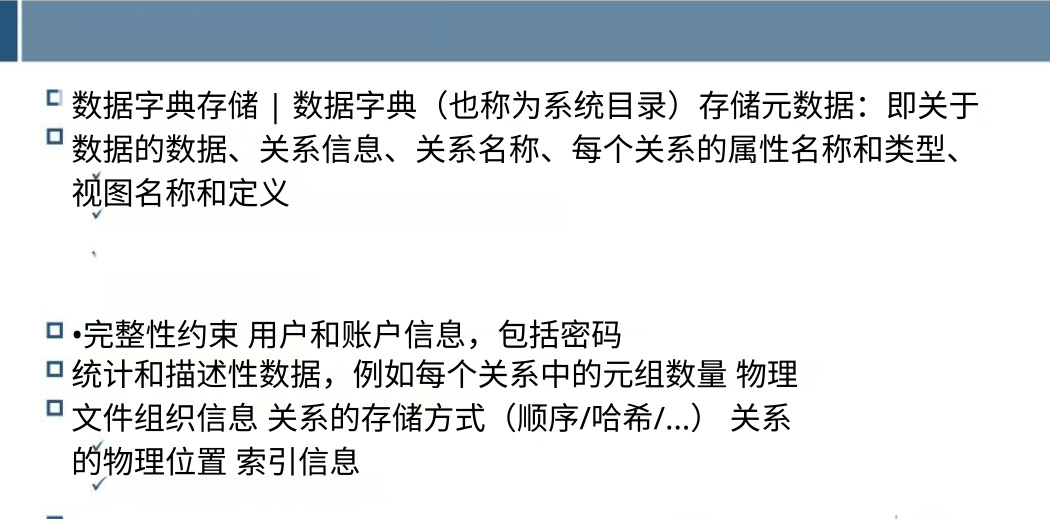 数据字典存储 | 数据字典（也称为系统目录）存储元数据：即关于
数据的数据、关系信息、关系名称、每个关系的属性名称和类型、
视图名称和定义
•完整性约束 用户和账户信息，包括密码
统计和描述性数据，例如每个关系中的元组数量 物理
文件组织信息 关系的存储方式（顺序/哈希/...） 关系
的物理位置 索引信息